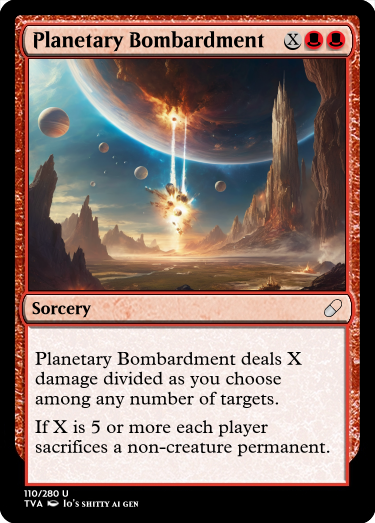 Planetary Bombardment X
Sorcery
Planetary Bombardment deals X
damage divided as you choose
among any number of targets.
If X is 5 or more each player
sacrifices a non-creature permanent.
110/280 U
TVA Io's SHITTY AI GEN